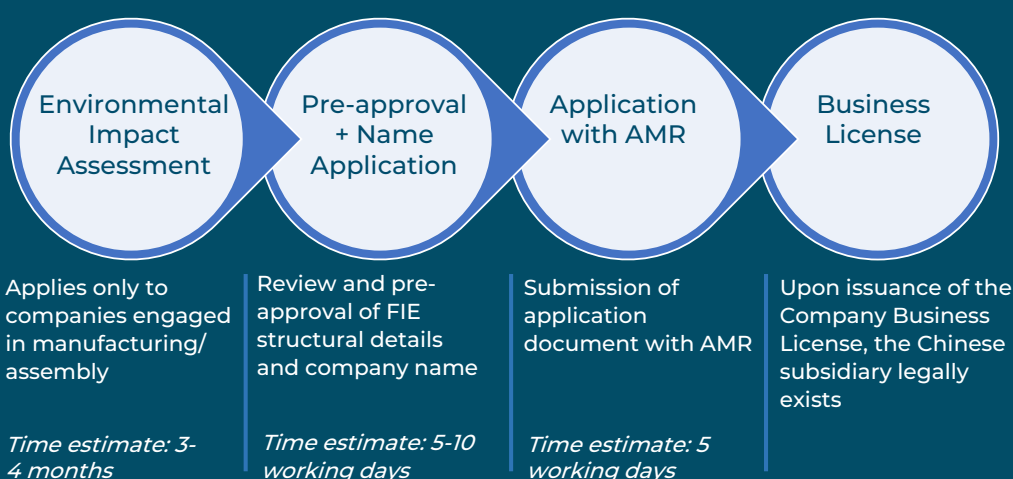 Environmental
Impact
Assessment
Pre-approval
+ Name
Application
Application
with AMR
Business
License
Applies only to
companies engaged
in manufacturing/
assembly
Time estimate: 3-
4 months
Review and pre-
approval of FIE
structural details
and company name
Time estimate: 5-10
working days
Submission of
application
document with AMR
Time estimate: 5
working days
Upon issuance of the
Company Business
License, the Chinese
subsidiary legally
exists